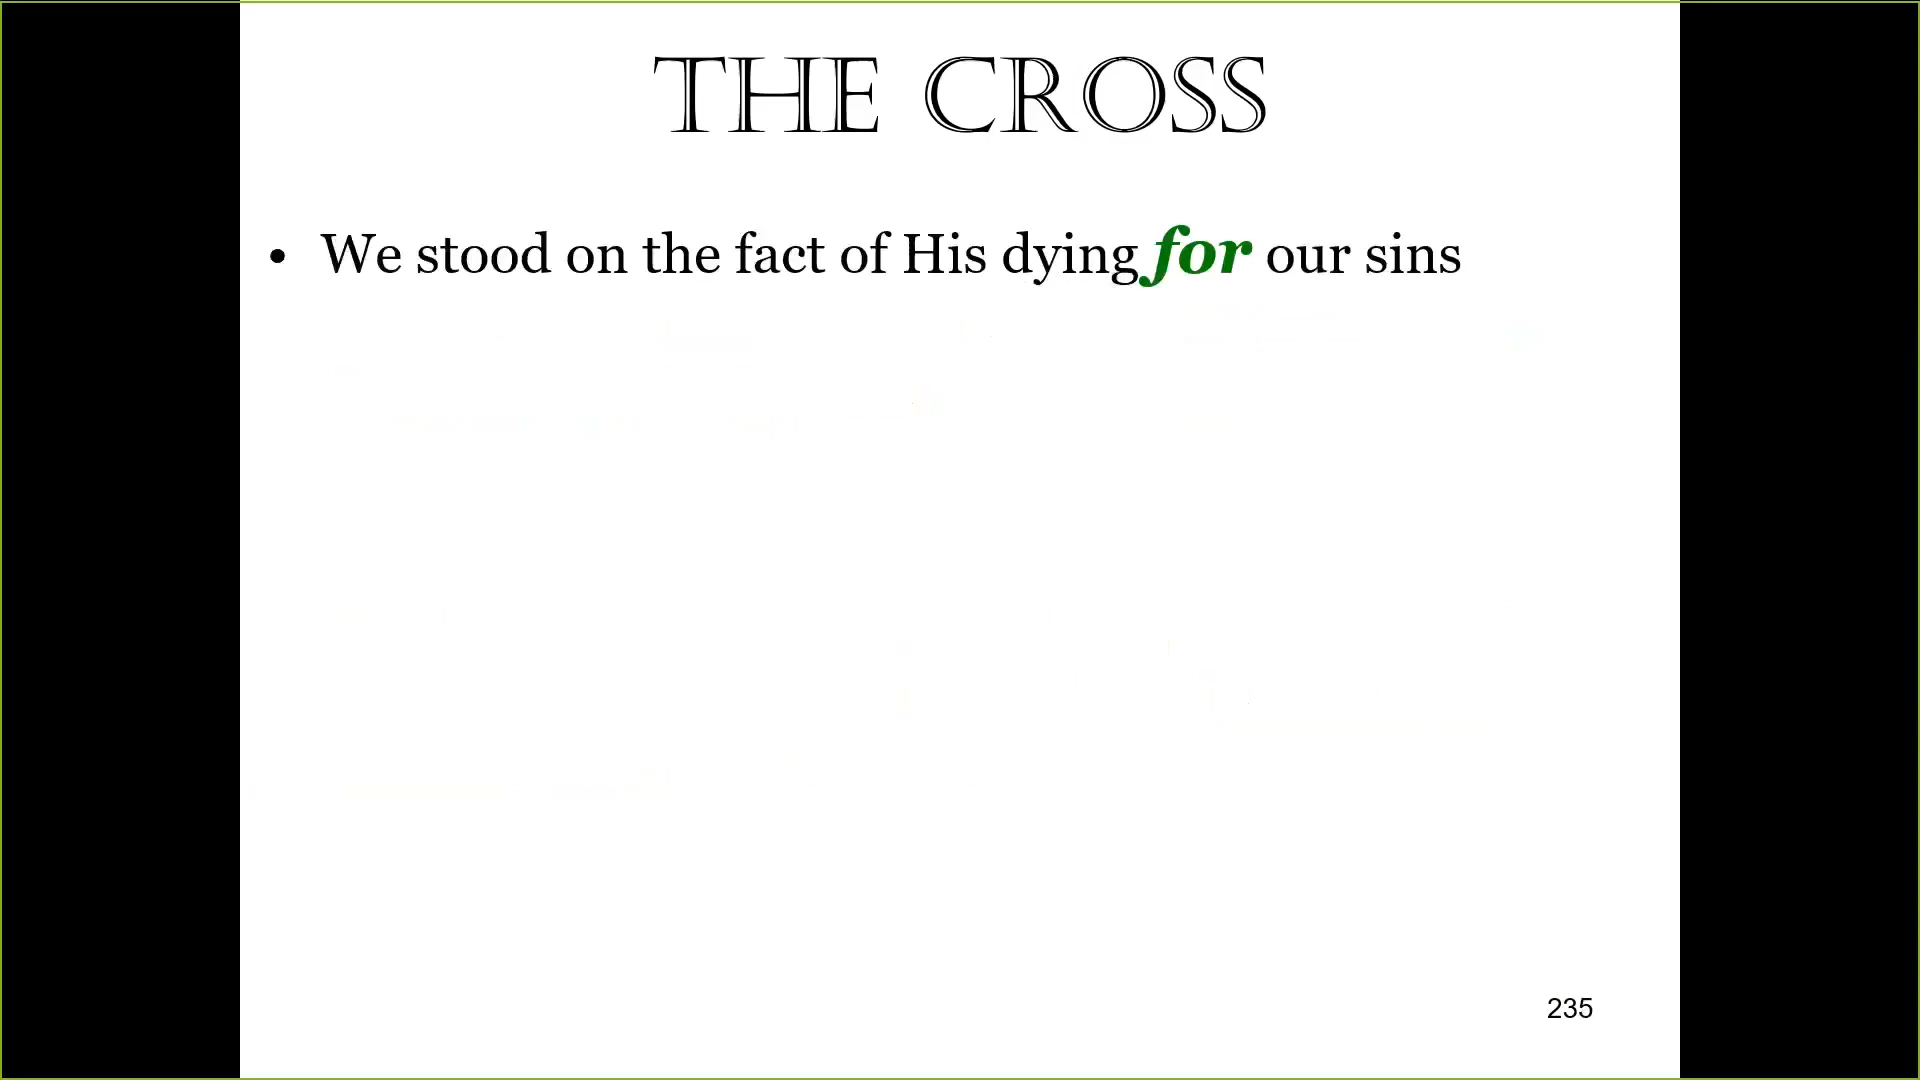 THE CROSS
• We stood on the fact of His dying for our sins
235